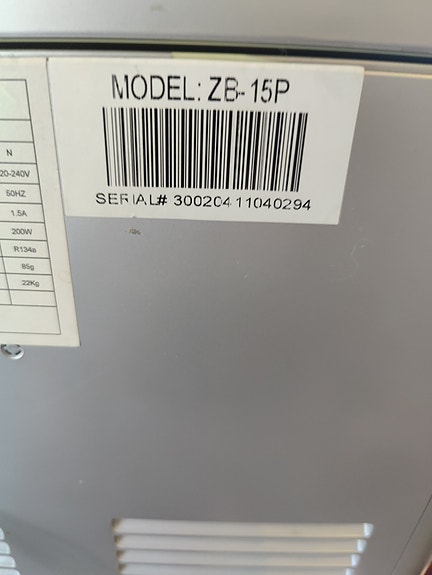 MODEL: ZB-15P
SERIAL# 30020411040294
N
20-240V
50HZ
1.5A
200W
R134a
85g
22Kg